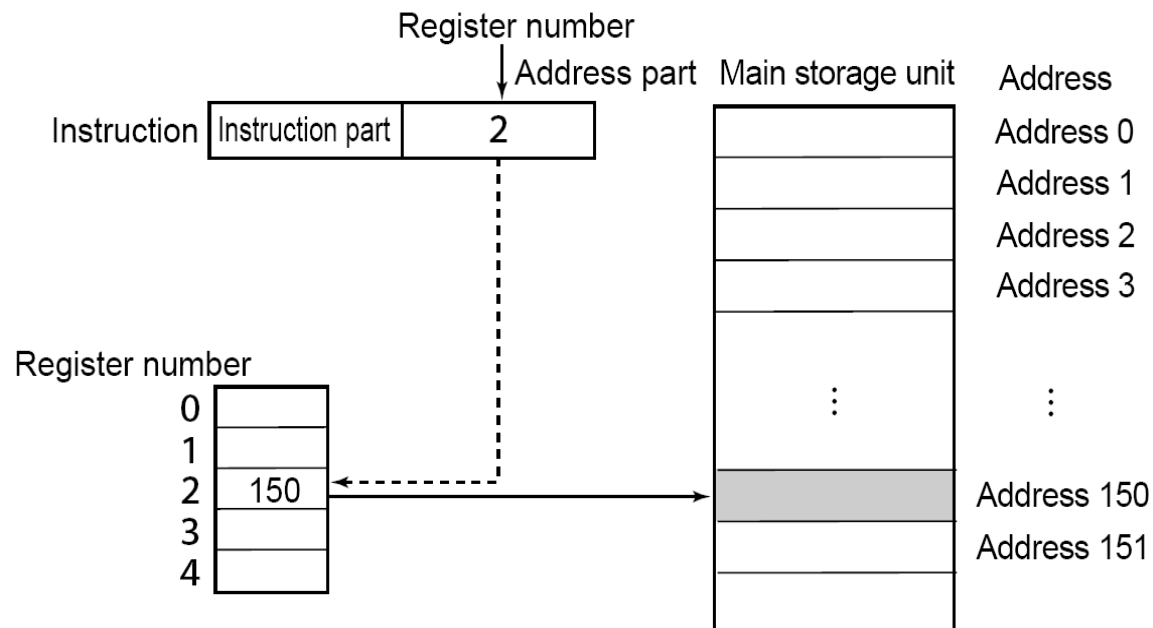 Register number
Address part
Main storage unit
Address
Instruction
Instruction part
2
Address 0
Address 1
Address 2
Address 3
⋮
⋮
Register number
0
1
2
150
3
4
Address 150
Address 151